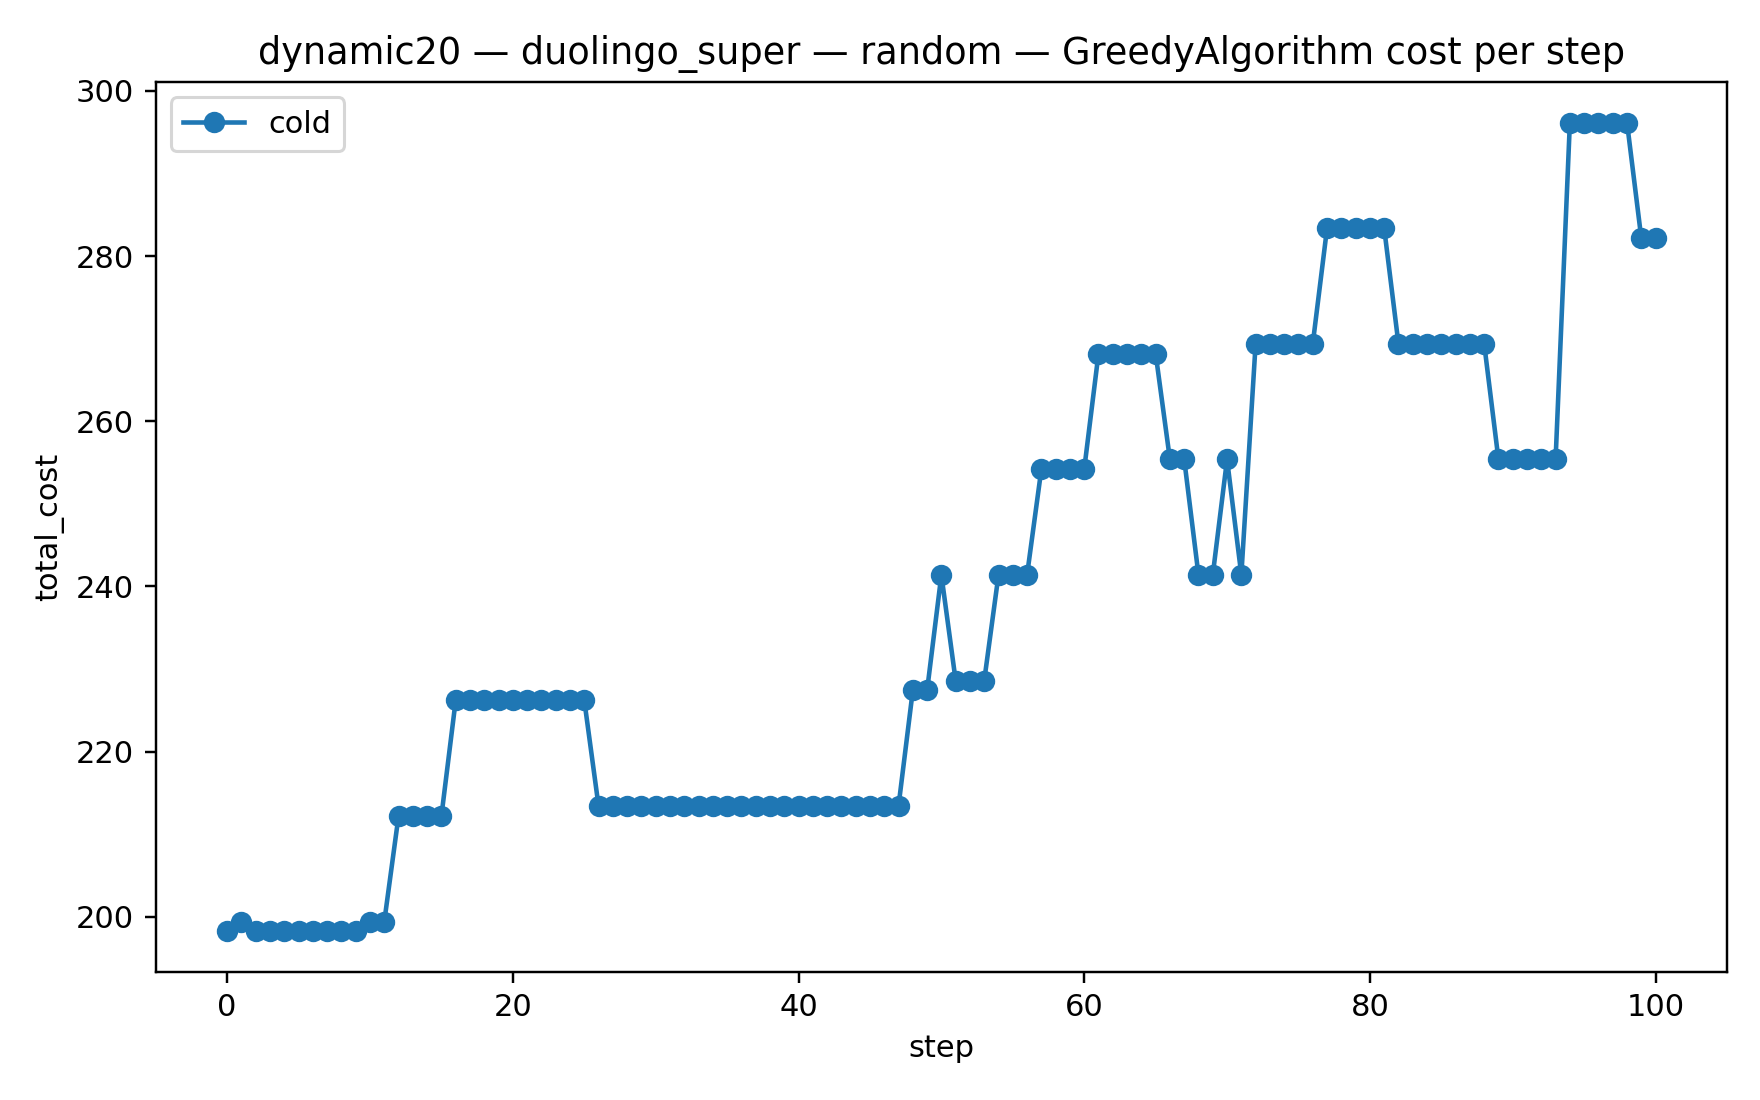 dynamic20 — duolingo_super — random — GreedyAlgorithm cost per step
cold
300
280
260
240
220
200
total_cost
0 20 40 60 80 100
step